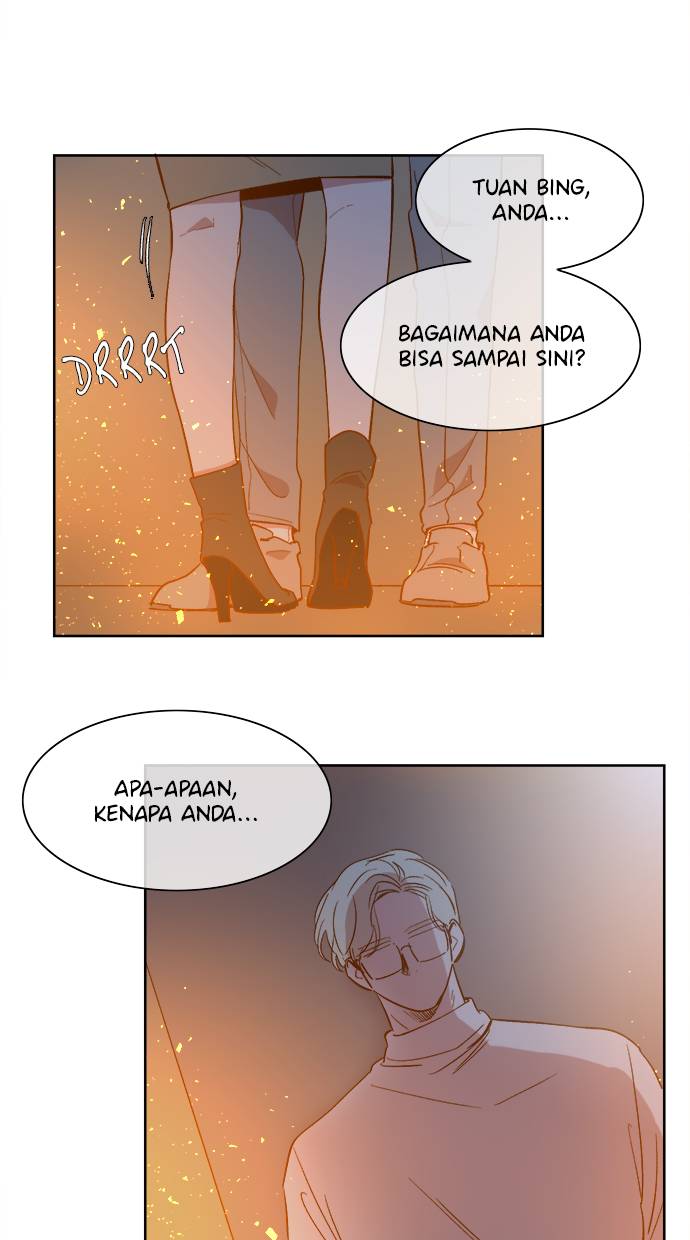 TUAN BING,
ANDA...
BAGAIMANA ANDA
BISA SAMPAI SINI?
DRRRT
APA-APAAN,
KENAPA ANDA...